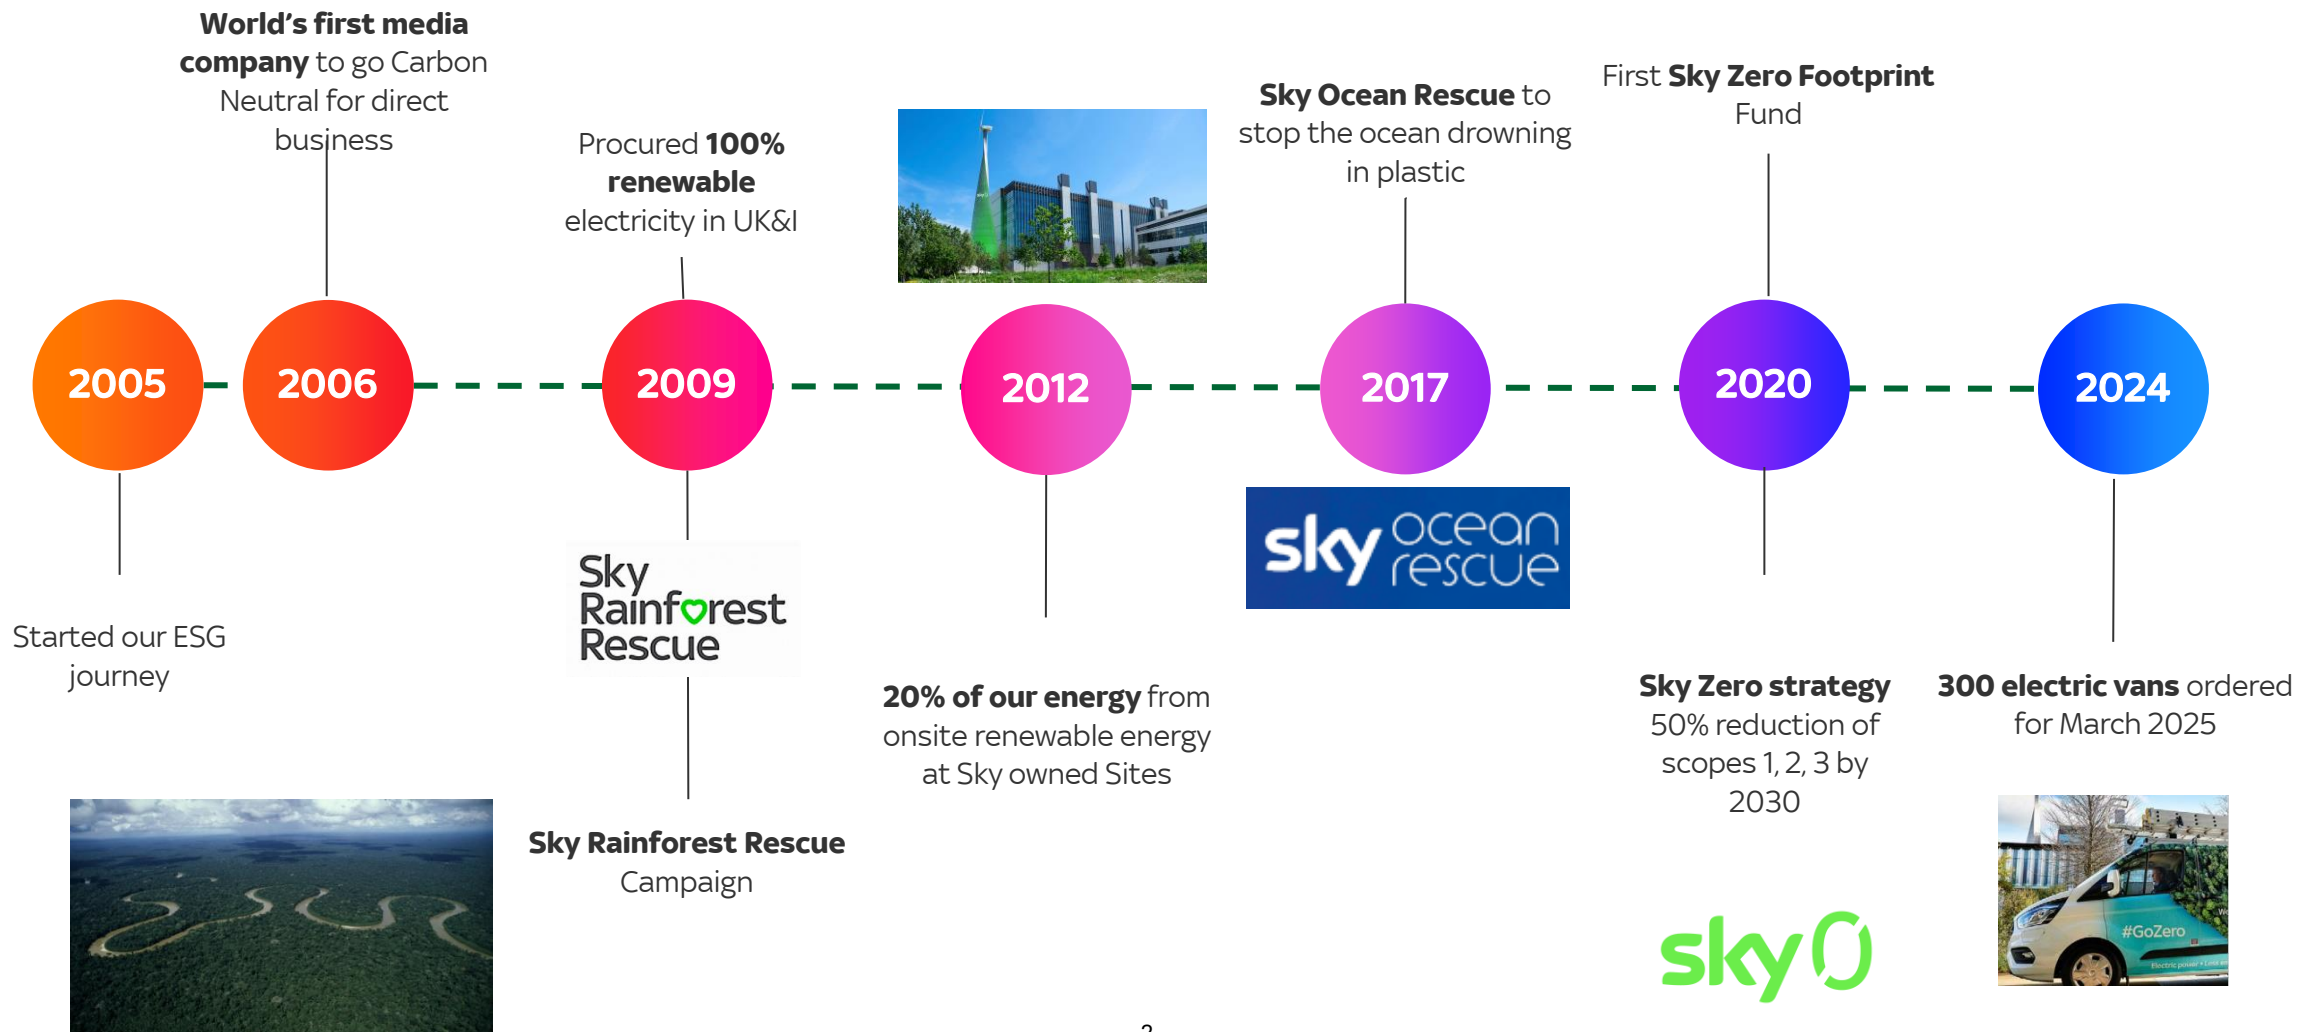 World's first media
company to go Carbon
Neutral for direct
business
Procured 100%
renewable
electricity in UK&I
Sky Ocean Rescue to
stop the ocean drowning
in plastic
First Sky Zero Footprint
Fund
2005
2006
2009
2012
2017
2020
2024
Started our ESG
journey
Sky
Rainforest
Rescue
Sky Rainforest Rescue
Campaign
20% of our energy from
onsite renewable energy
at Sky owned Sites
sky ocean
rescue
Sky Zero strategy
50% reduction of
scopes 1, 2, 3 by
2030
sky 0
300 electric vans ordered
for March 2025
#GoZero
Electric power